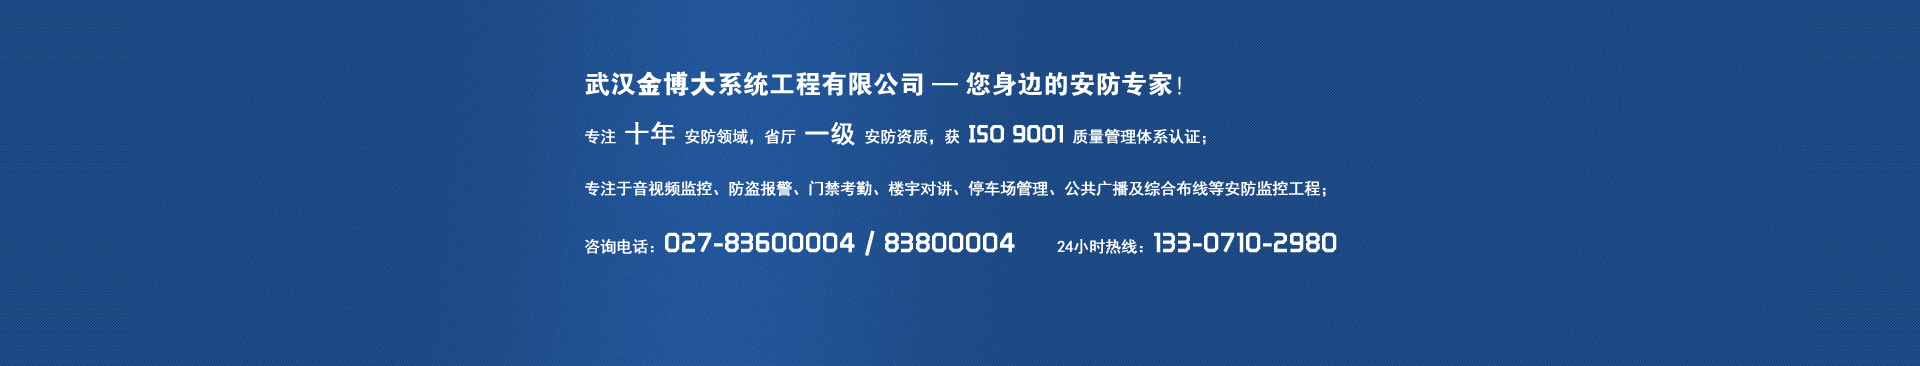 武汉金博大系统工程有限公司 — 您身边的安防专家!
专注 十年 安防领域，省厅 一级 安防资质，获 ISO 9001 质量管理体系认证；
专注于音视频监控、防盗报警、门禁考勤、楼宇对讲、停车场管理、公共广播及综合布线等安防监控工程；
咨询电话：027-83600004 / 83800004 24小时热线：133-0710-2980